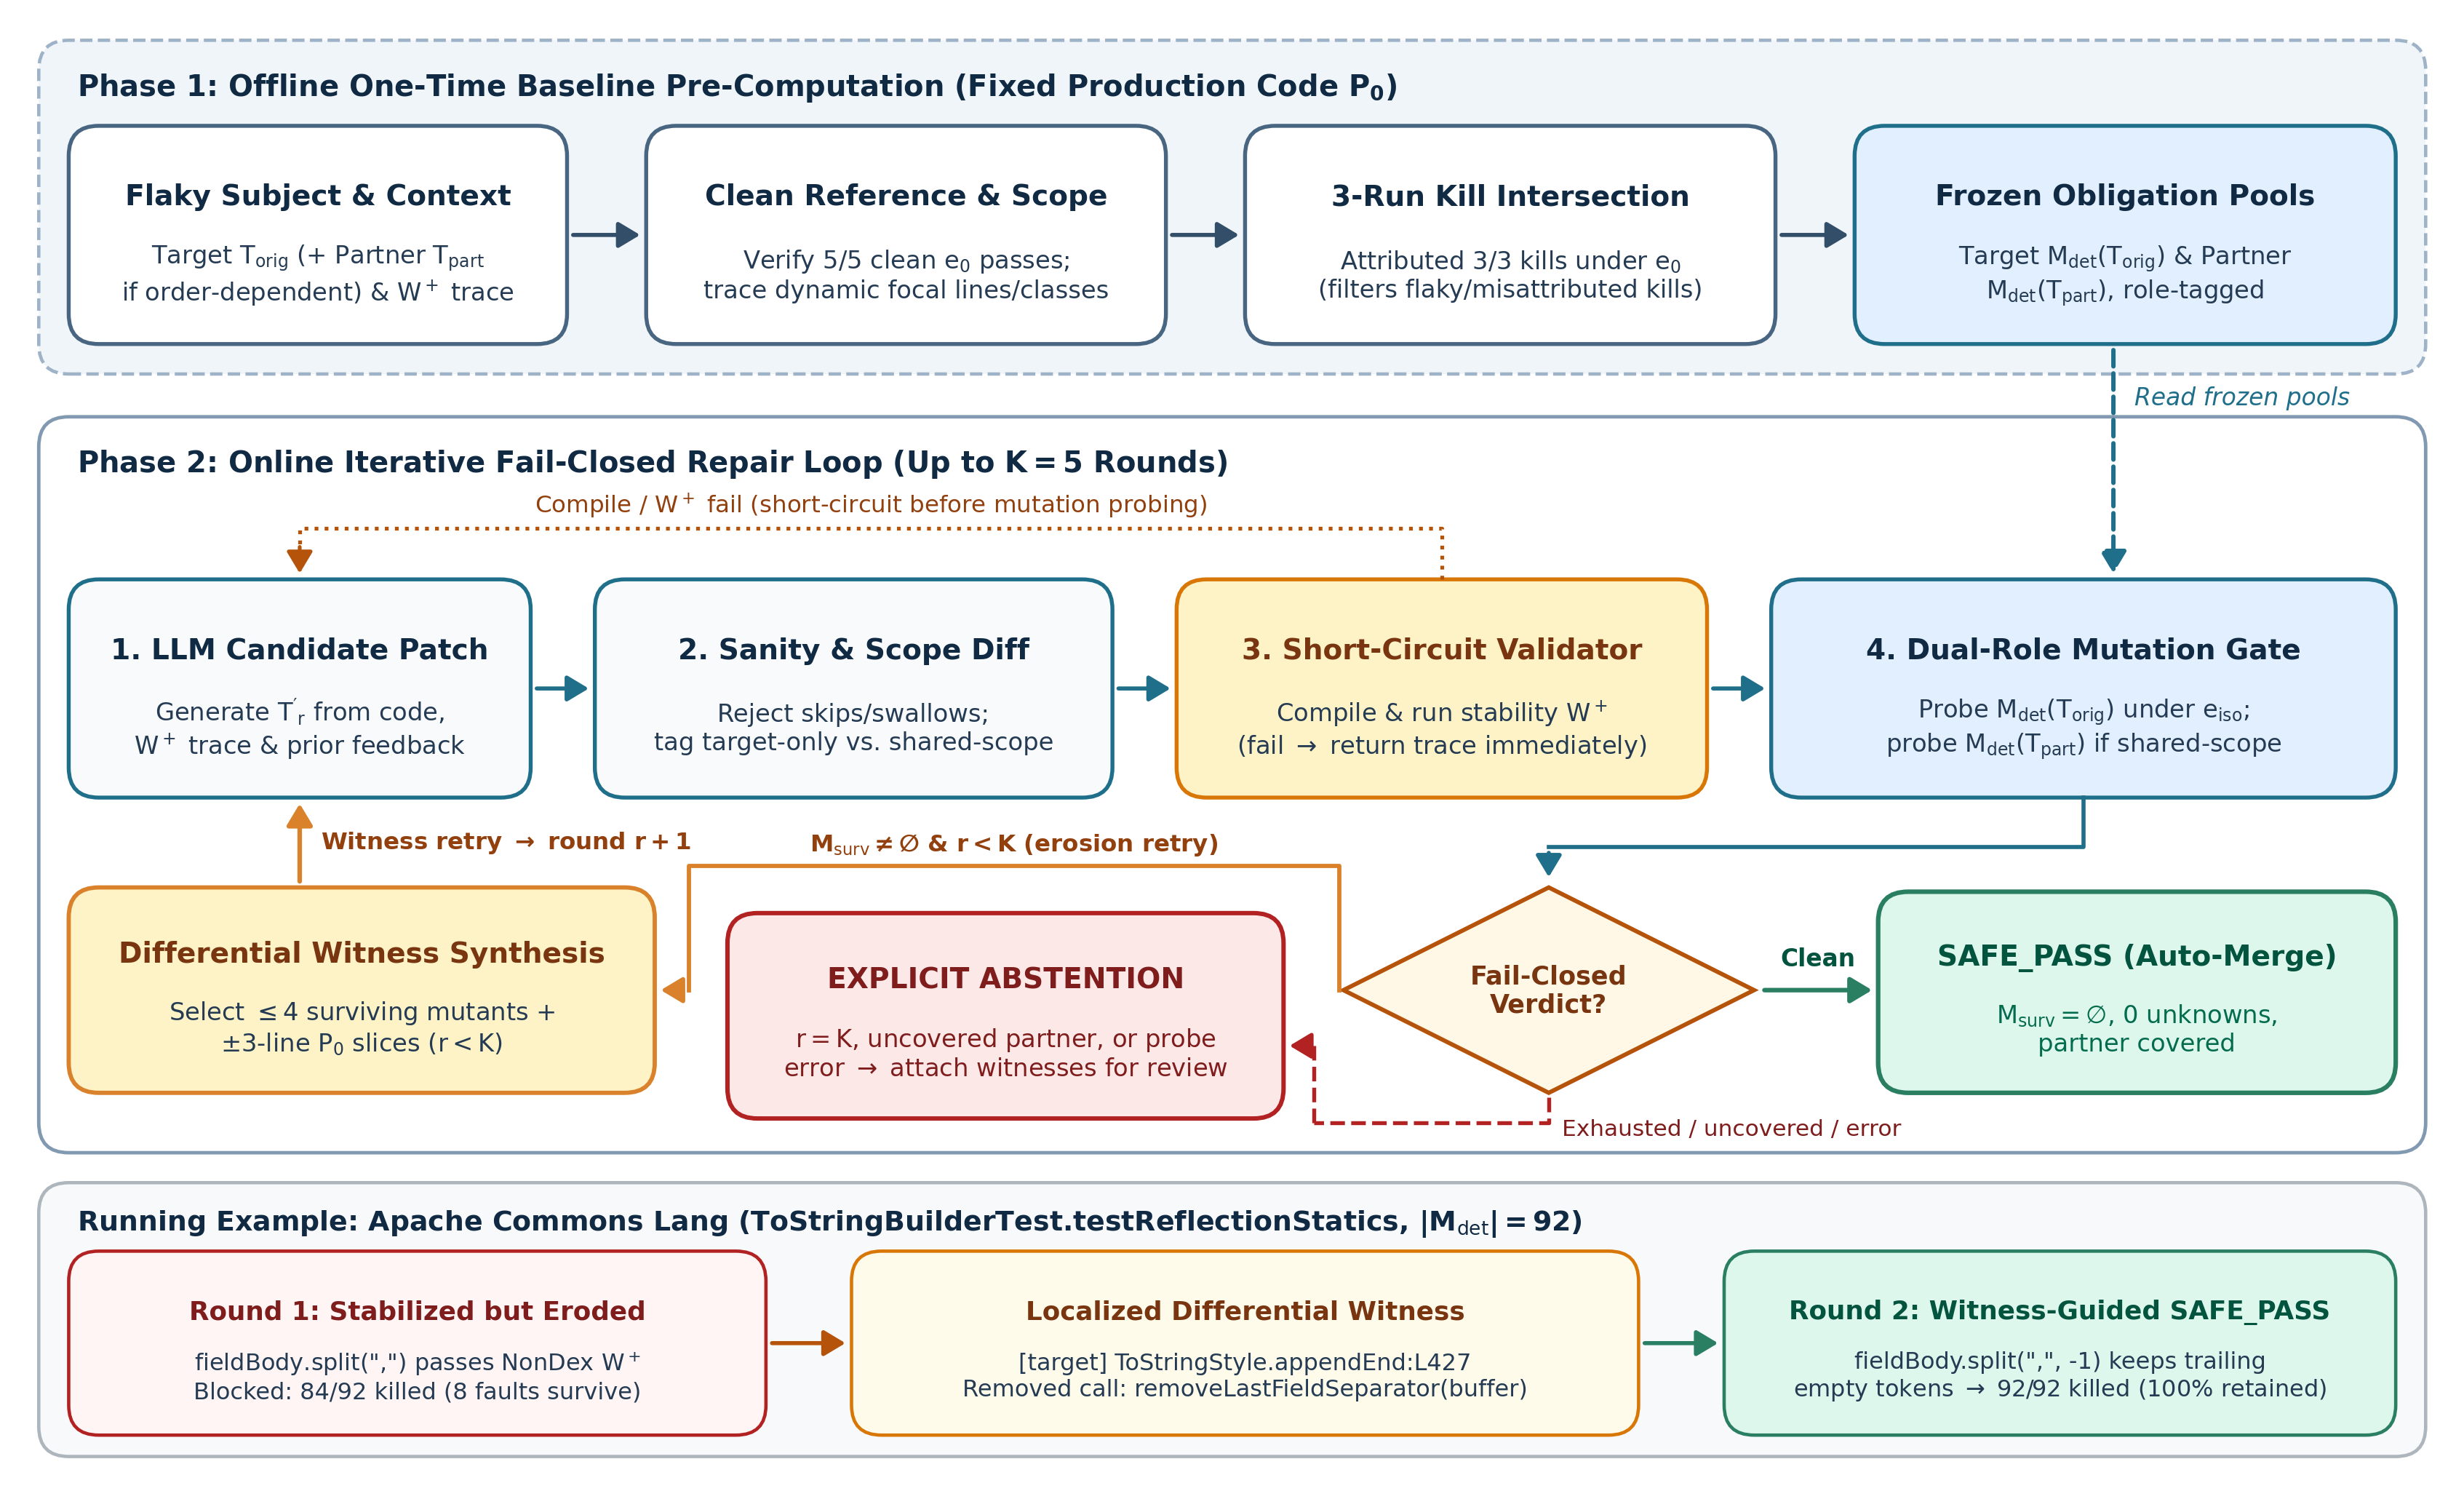 Phase 1: Offline One-Time Baseline Pre-Computation (Fixed Production Code P₀)
Flaky Subject & Context
Target T_orig (+ Partner T_part
if order-dependent) & W⁺ trace
Clean Reference & Scope
Verify 5/5 clean e₀ passes;
trace dynamic focal lines/classes
3-Run Kill Intersection
Attributed 3/3 kills under e₀
(filters flaky/misattributed kills)
Frozen Obligation Pools
Target M_det(T_orig) & Partner
M_det(T_part), role-tagged
Read frozen pools
Phase 2: Online Iterative Fail-Closed Repair Loop (Up to K = 5 Rounds)
Compile / W⁺ fail (short-circuit before mutation probing)
1. LLM Candidate Patch
Generate T′_r from code,
W⁺ trace & prior feedback
2. Sanity & Scope Diff
Reject skips/swallows;
tag target-only vs. shared-scope
3. Short-Circuit Validator
Compile & run stability W⁺
(fail → return trace immediately)
4. Dual-Role Mutation Gate
Probe M_det(T_orig) under e_iso;
probe M_det(T_part) if shared-scope
Witness retry → round r + 1
M_surv ≠ ∅ & r < K (erosion retry)
Differential Witness Synthesis
Select ≤4 surviving mutants +
±3-line P₀ slices (r < K)
EXPLICIT ABSTENTION
r = K, uncovered partner, or probe
error → attach witnesses for review
Fail-Closed
Verdict?
Clean
SAFE_PASS (Auto-Merge)
M_surv = ∅, 0 unknowns,
partner covered
Exhausted / uncovered / error
Running Example: Apache Commons Lang (ToStringBuilderTest.testReflectionStatics, |M_det| = 92)
Round 1: Stabilized but Eroded
fieldBody.split(",") passes NonDex W⁺
Blocked: 84/92 killed (8 faults survive)
Localized Differential Witness
[target] ToStringStyle.appendEnd:L427
Removed call: removeLastFieldSeparator(buffer)
Round 2: Witness-Guided SAFE_PASS
fieldBody.split(",", -1) keeps trailing
empty tokens → 92/92 killed (100% retained)